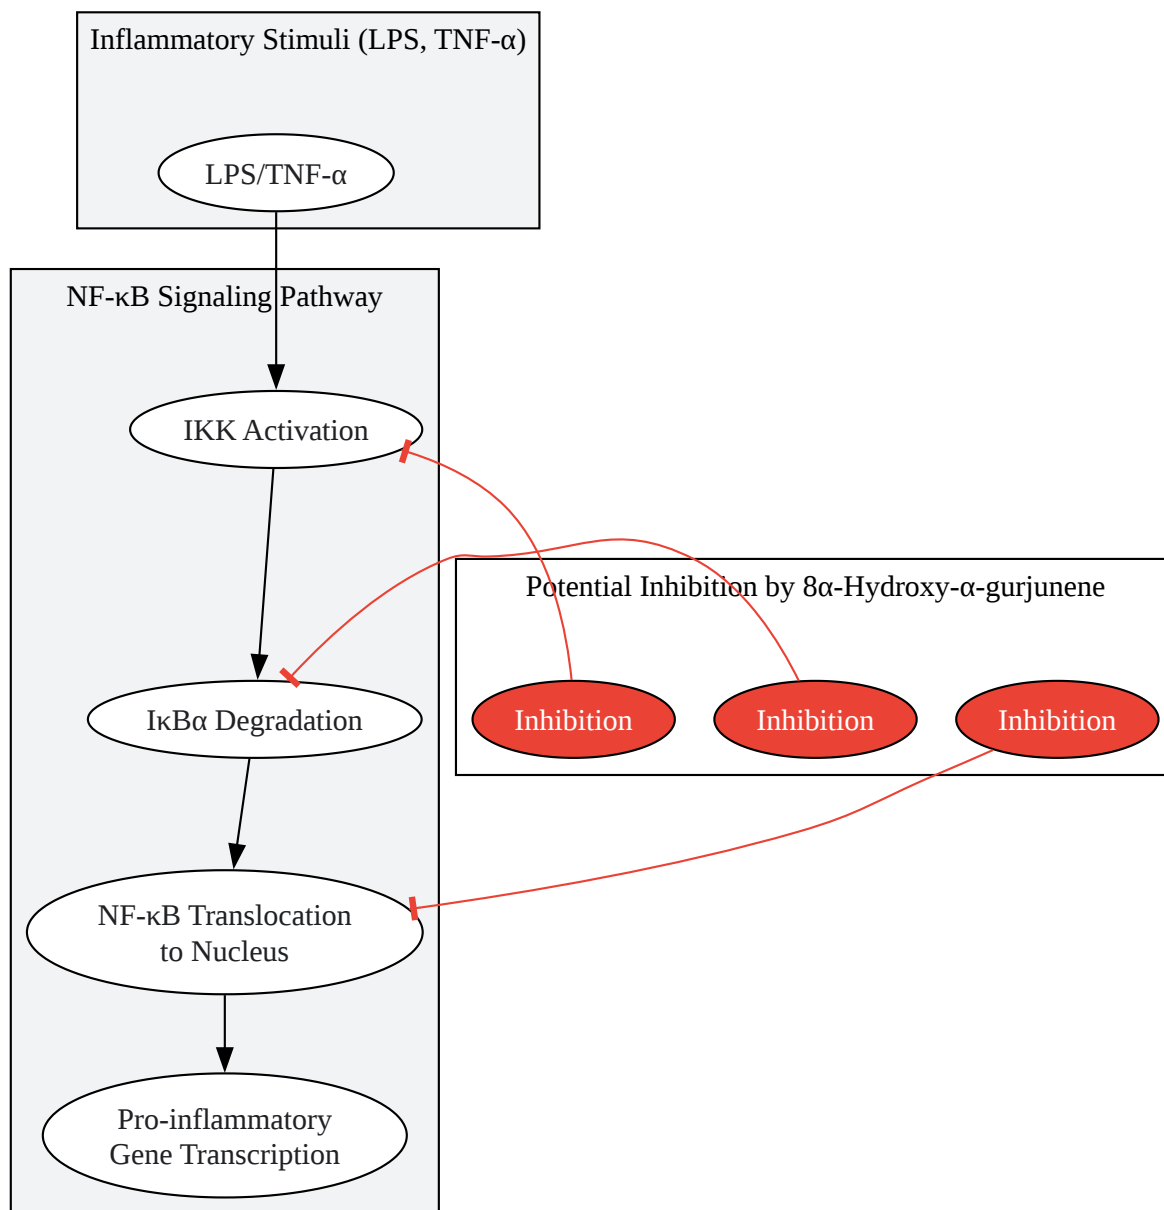 Inflammatory Stimuli (LPS, TNF-α)
LPS/TNF-α
NF-κB Signaling Pathway
IKK Activation
Potential Inhibition by 8α-Hydroxy-α-gurjunene
IκBα Degradation
Inhibition
Inhibition
Inhibition
NF-κB Translocation
to Nucleus
Pro-inflammatory
Gene Transcription